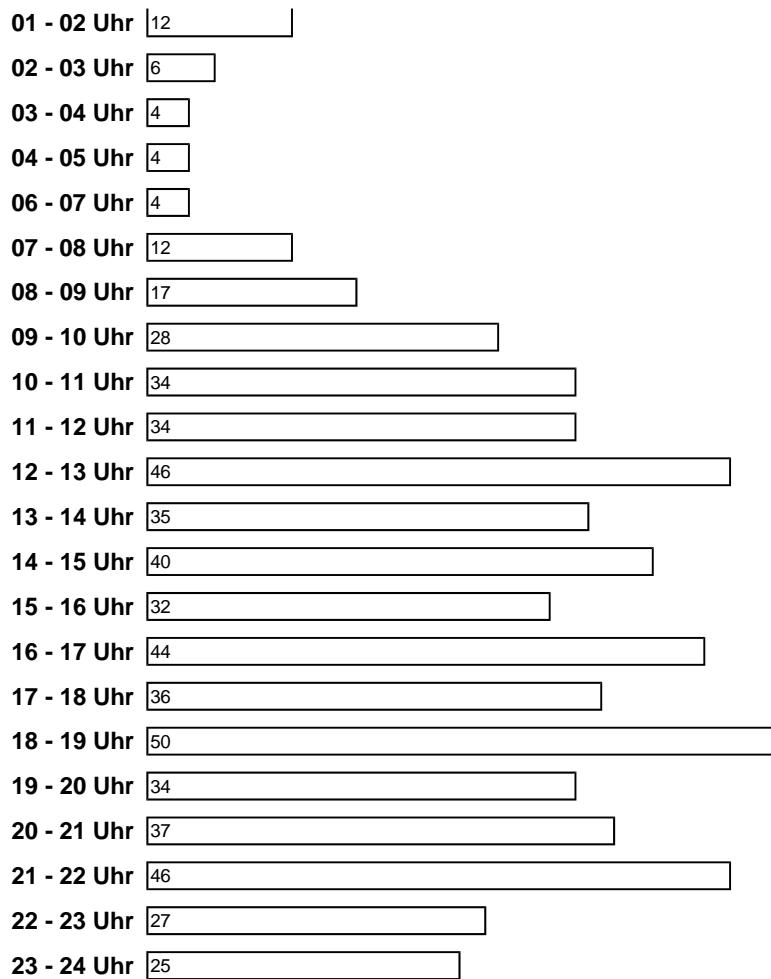 01 - 02 Uhr 12
02 - 03 Uhr 6
03 - 04 Uhr 4
04 - 05 Uhr 4
06 - 07 Uhr 4
07 - 08 Uhr 12
08 - 09 Uhr 17
09 - 10 Uhr 28
10 - 11 Uhr 34
11 - 12 Uhr 34
12 - 13 Uhr 46
13 - 14 Uhr 35
14 - 15 Uhr 40
15 - 16 Uhr 32
16 - 17 Uhr 44
17 - 18 Uhr 36
18 - 19 Uhr 50
19 - 20 Uhr 34
20 - 21 Uhr 37
21 - 22 Uhr 46
22 - 23 Uhr 27
23 - 24 Uhr 25